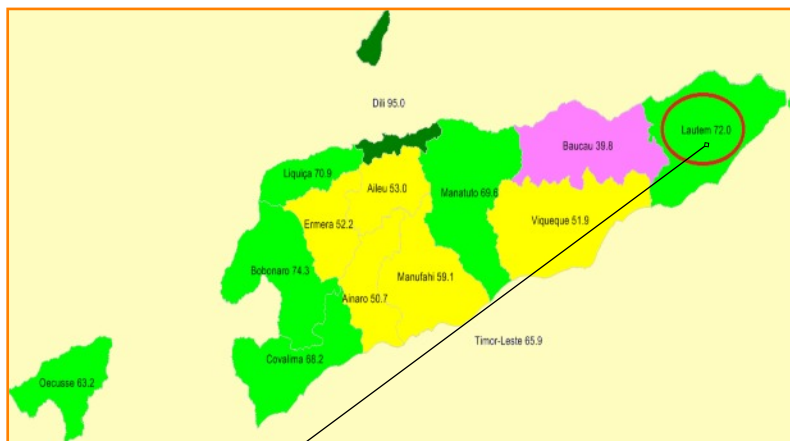 Dili 95.0
Lautem 72.0
Baucau 39.8
Liquiça 70.9
Aileu 53.0
Manatuto 69.6
Ermera 52.2
Viqueque 51.9
Bobonaro 74.3
Manufahi 59.1
Ainaro 50.7
Timor-Leste 65.9
Covalima 68.2
Oecusse 63.2